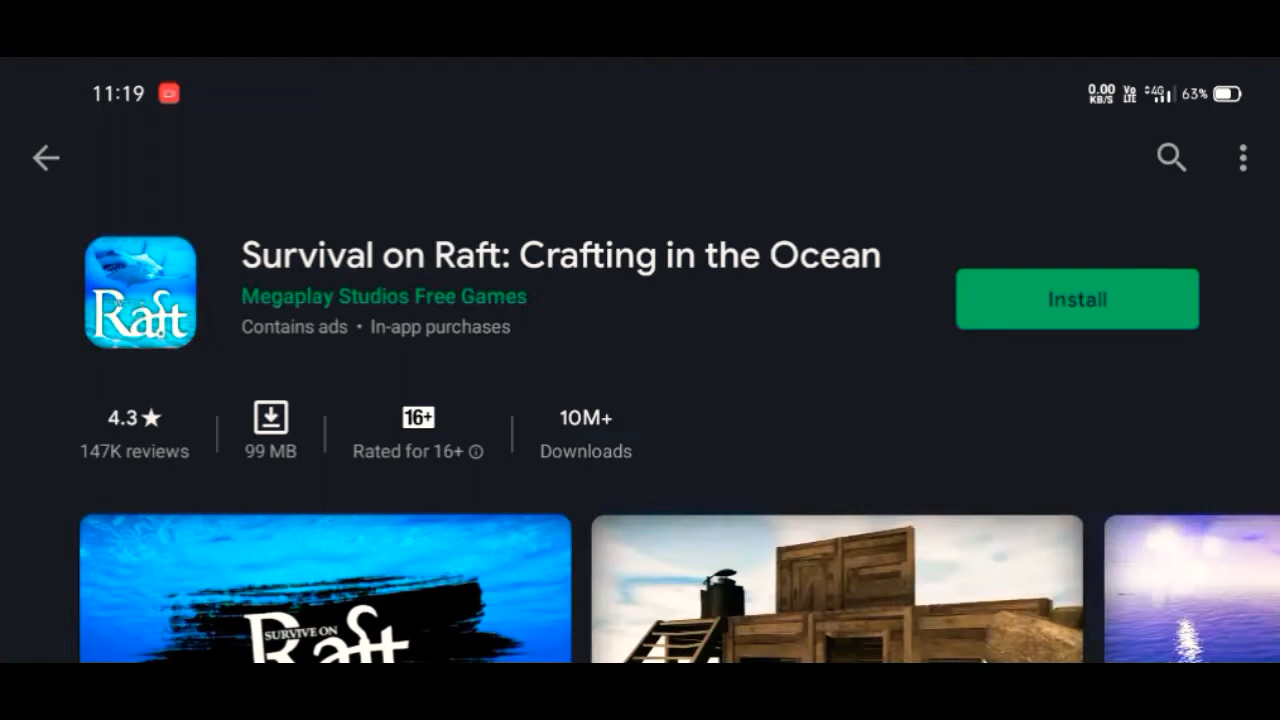 11:19
0.00 KB/S Vo LTE 4G 63%
Survival on Raft: Crafting in the Ocean
Megaplay Studios Free Games
Contains ads • In-app purchases
Install
Raft
4.3★ 16+ 10M+
147K reviews 99 MB Rated for 16+ Downloads
SURVIVE ON
Raft